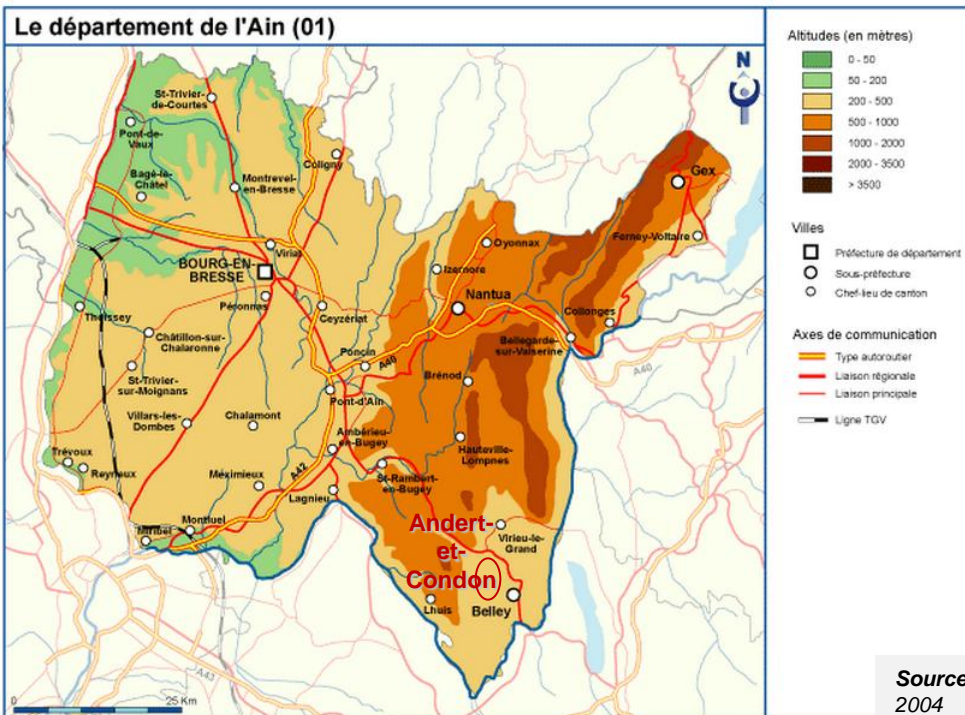 Le département de l'Ain (01)
N
St-Trivier-
de-Courtes
Pont-de-
Vaux
Bagé-le-
Châtel
Montrevel-
en-Bresse
Coligny
Viriat
BOURG-EN-
BRESSE
Péronnas
Ceyzériat
Oyonnax
Izernore
Nantua
Gex
Ferney-Voltaire
Collonges
Bellegarde-
sur-Valserine
Thoissey
Châtillon-sur-
Chalaronne
St-Trivier
sur-Moignans
Poncin
A40
A40
Pont-d'Ain
Brénod
Villars-les-
Dombes
Chalamont
Ambérieu-
en-Bugey
Hauteville-
Lompnes
Trévoux
Reyrieux
Méximieux
A42
Lagnieu
St-Rambert-
en-Bugey
Miribel
Montluel
Andert-
et-
Condon
Virieu-le-
Grand
Lhuis
Belley
A43
0
25 Km
Altitudes (en mètres)
0 - 50
50 - 200
200 - 500
500 - 1000
1000 - 2000
2000 - 3500
> 3500
Villes
Préfecture de département
Sous-préfecture
Chef-lieu de canton
Axes de communication
Type autoroutier
Liaison régionale
Liaison principale
Ligne TGV
Source
2004